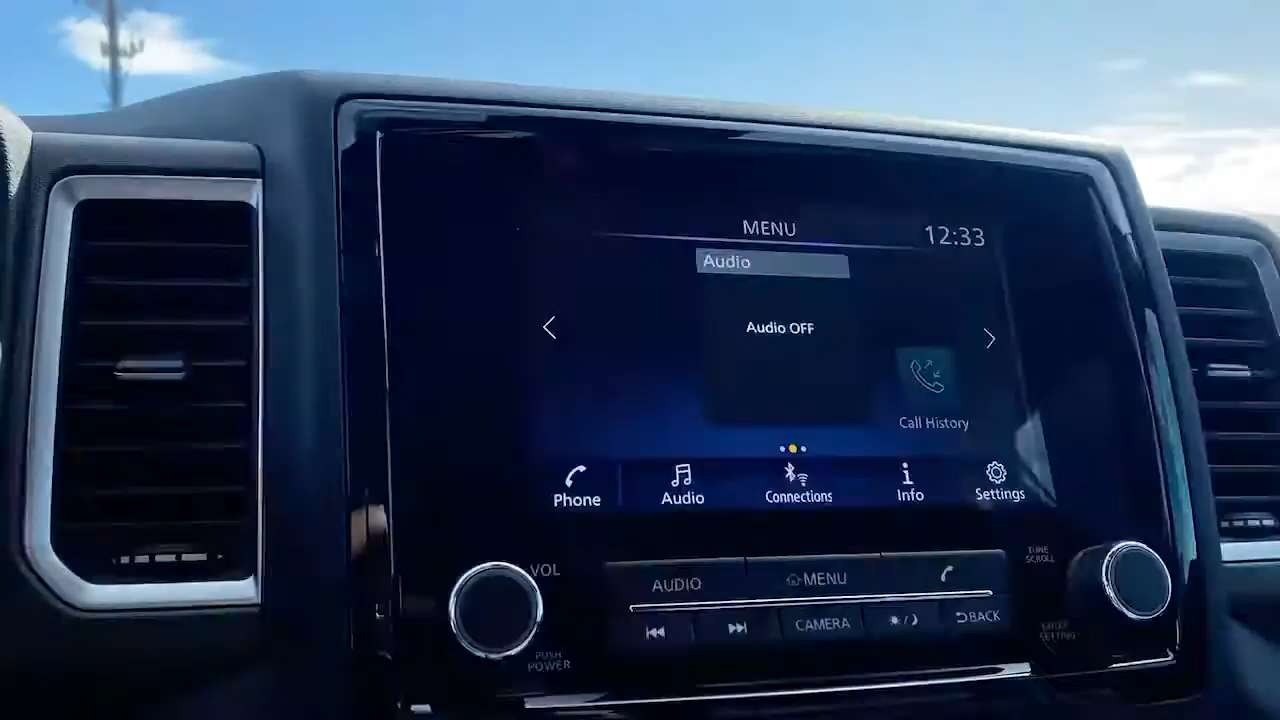 MENU
12:33
Audio
Audio OFF
Call History
Phone
Audio
Connections
Info
Settings
VOL
TUNE
SCROLL
AUDIO
MENU
CAMERA
BACK
PUSH
POWER
SETTING